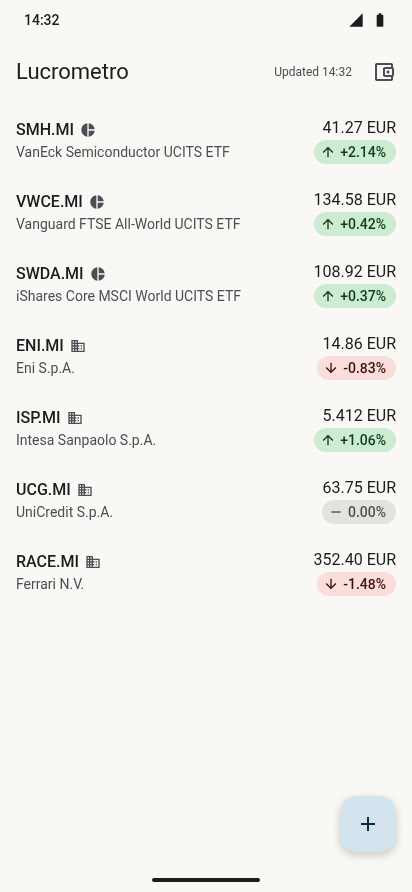 14:32
Lucrometro
Updated 14:32
SMH.MI
41.27 EUR
VanEck Semiconductor UCITS ETF
+2.14%
VWCE.MI
134.58 EUR
Vanguard FTSE All-World UCITS ETF
+0.42%
SWDA.MI
108.92 EUR
iShares Core MSCI World UCITS ETF
+0.37%
ENI.MI
14.86 EUR
Eni S.p.A.
-0.83%
ISP.MI
5.412 EUR
Intesa Sanpaolo S.p.A.
+1.06%
UCG.MI
63.75 EUR
UniCredit S.p.A.
0.00%
RACE.MI
352.40 EUR
Ferrari N.V.
-1.48%